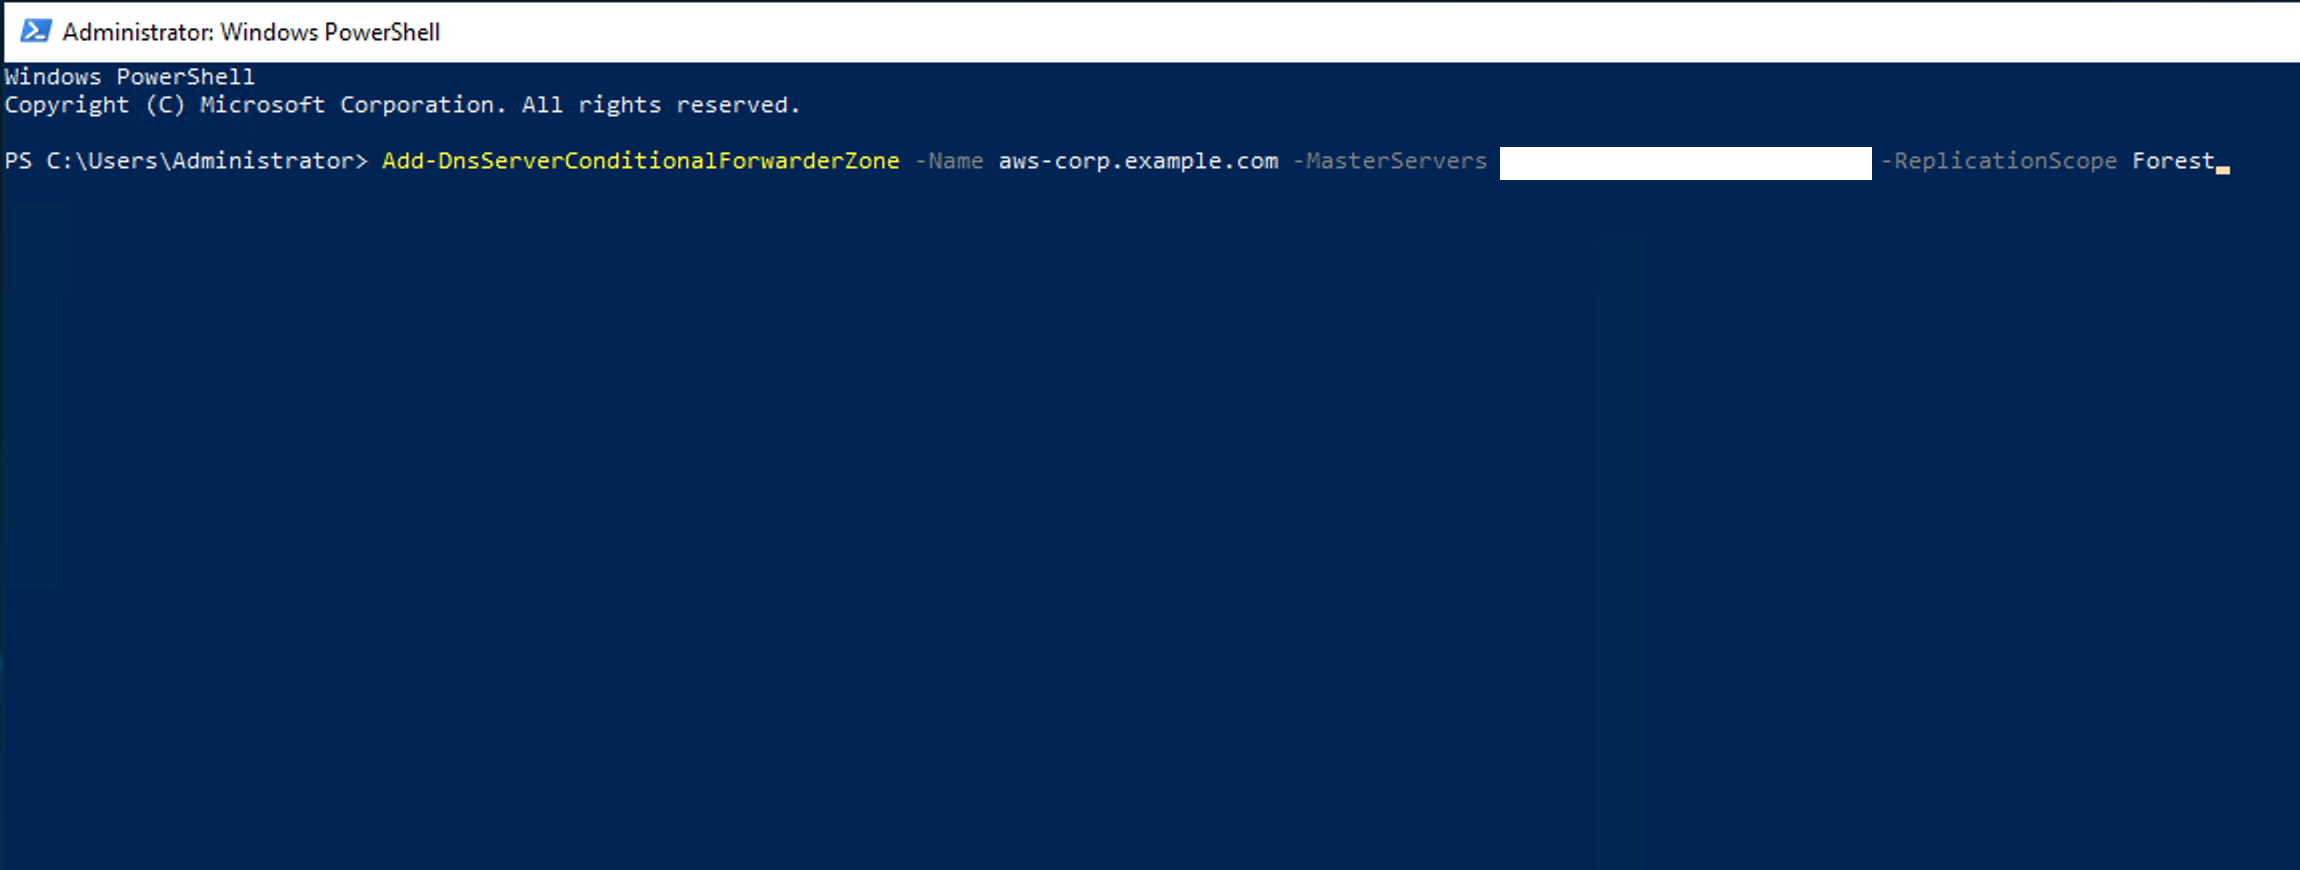 Administrator: Windows PowerShell
Windows PowerShell
Copyright (C) Microsoft Corporation. All rights reserved.
PS C:\Users\Administrator> Add-DnsServerConditionalForwarderZone -Name aws-corp.example.com -MasterServers -ReplicationScope Forest